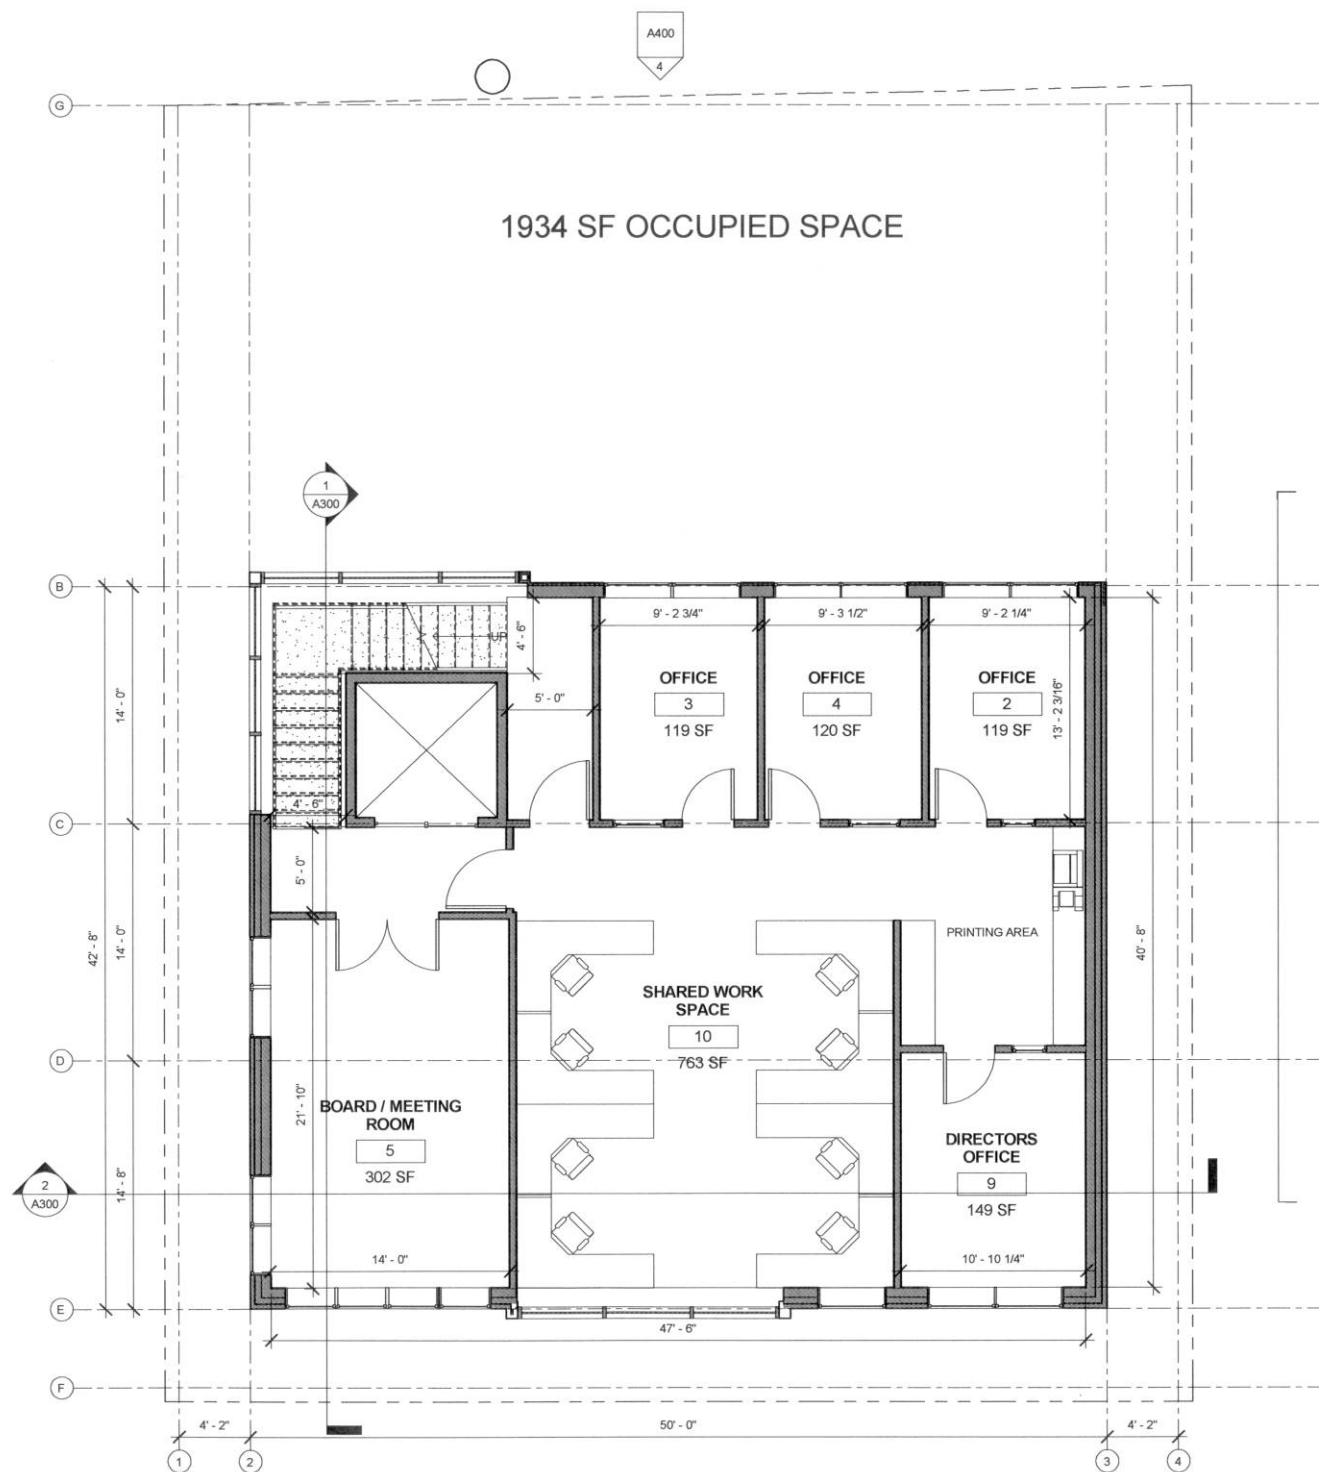 A400
4
G
1934 SF OCCUPIED SPACE
1
A300
B
UP
4' - 6"
9' - 2 3/4"
9' - 3 1/2"
9' - 2 1/4"
OFFICE
3
119 SF
OFFICE
4
120 SF
OFFICE
2
119 SF
13' - 2 3/16"
14' - 0"
5' - 0"
4' - 6"
C
5' - 0"
42' - 8"
14' - 0"
PRINTING AREA
40' - 8"
SHARED WORK
SPACE
10
763 SF
D
21' - 10"
BOARD / MEETING
ROOM
5
302 SF
DIRECTORS
OFFICE
9
149 SF
14' - 8"
2
A300
14' - 0"
10' - 10 1/4"
E
47' - 6"
F
4' - 2"
50' - 0"
4' - 2"
1
2
3
4